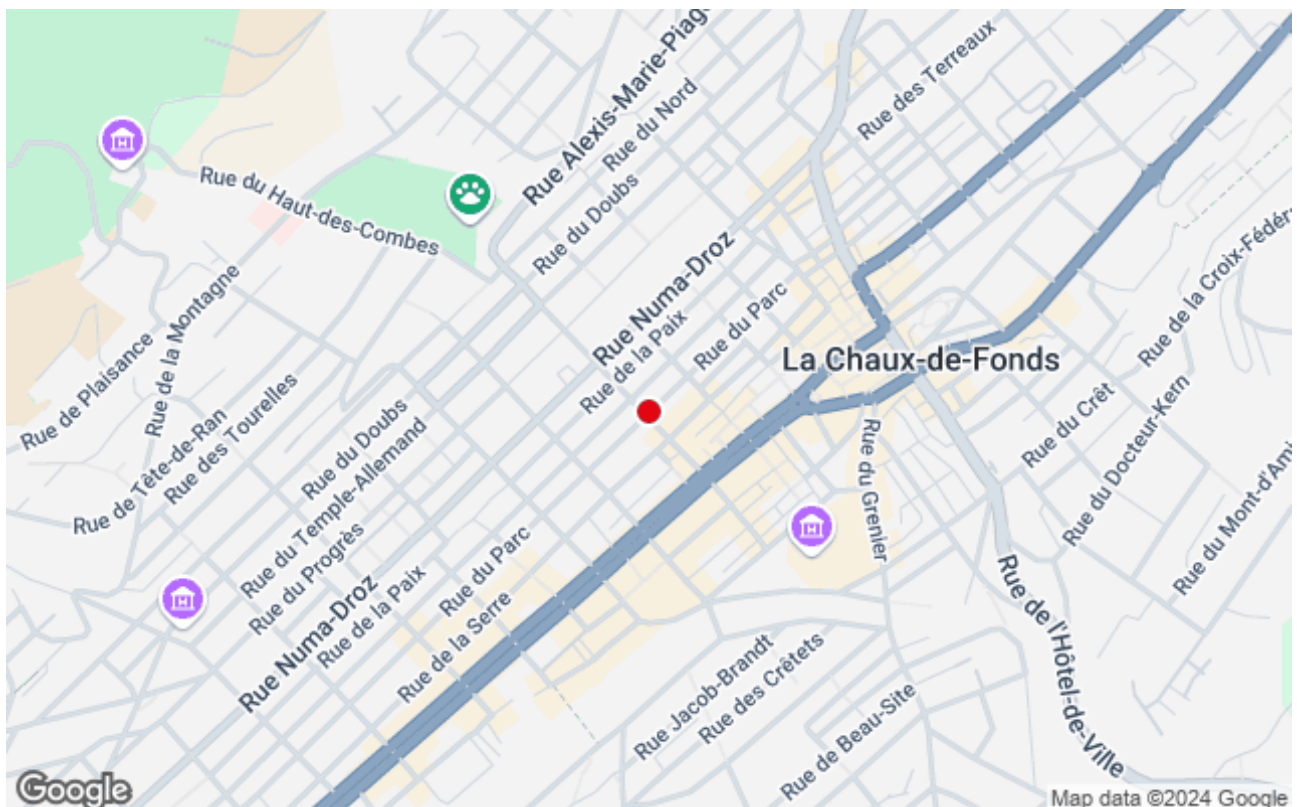 Rue Alexis-Marie-Piag
Rue du Nord
Rue des Terreaux
Rue du Haut-des-Combes
Rue du Doubs
Rue Numa-Droz
Rue de la Croix-Fédér
Rue de la Montagne
Rue du Parc
Rue de la Paix
Rue de Plaisance
La Chaux-de-Fonds
Rue des Tourelles
Rue de Tête-de-Ran
Rue du Doubs
Rue du Crêt
Rue du Docteur-Kern
Rue du Temple-Allemand
Rue du Grenier
Rue du Mont-d'Ami
Rue du Progrès
Rue du Parc
Rue de la Paix
Rue Numa-Droz
Rue de la Serre
Rue de l'Hôtel-de-Ville
Rue Jacob-Brandt
Rue des Crêtets
Rue de Beau-Site
Google
Map data ©2024 Google